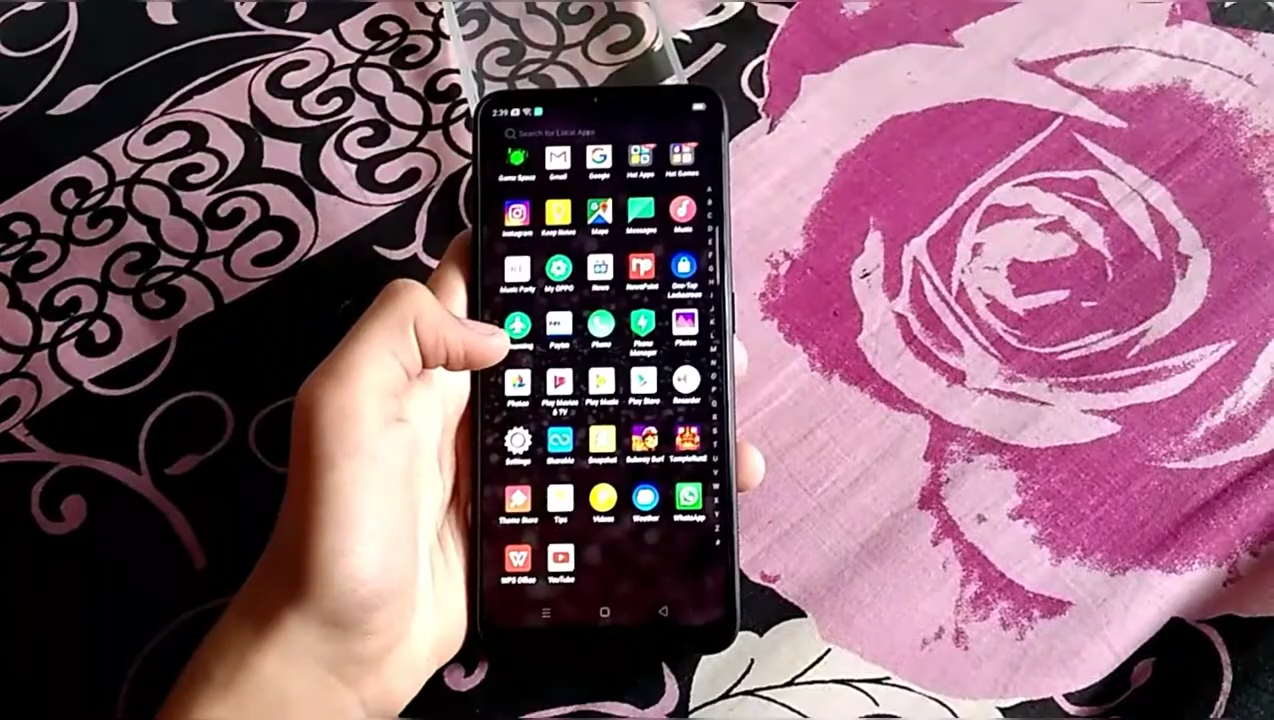 2:39
Search for Local Apps
Game Space Gmail Google Hot Apps Hot Games
Instagram Keep Notes Maps Messages Music
Music Party My OPPO News NewsPoint One-Tap
Lockscreen
Paytm Phone Phone Photos
Manager
Photos Play Movies Play Music Play Store Recorder
& TV
Settings ShareMe Snapchat Subway Surf TempleRun2
Theme Store Tips Videos Weather WhatsApp
WPS Office YouTube